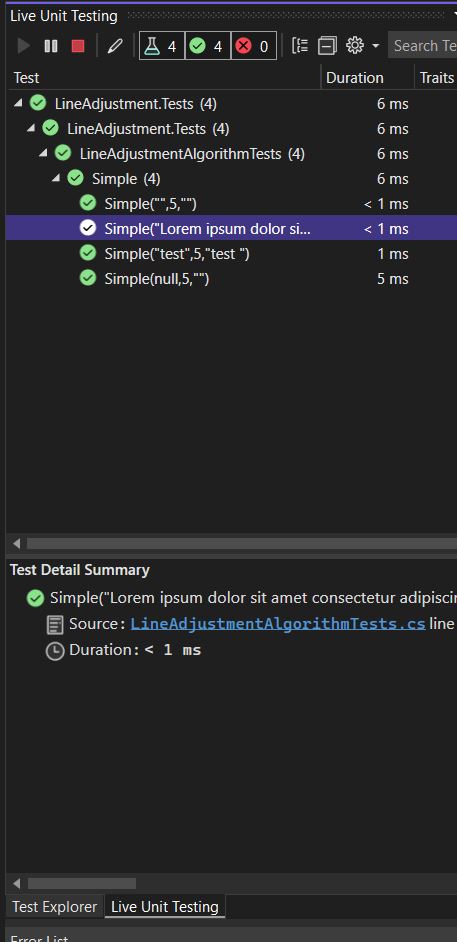 Live Unit Testing
4 4 0 Search Te
Test Duration Traits
LineAdjustment.Tests (4) 6 ms
LineAdjustment.Tests (4) 6 ms
LineAdjustmentAlgorithmTests (4) 6 ms
Simple (4) 6 ms
Simple("",5,"") < 1 ms
Simple("Lorem ipsum dolor si... < 1 ms
Simple("test",5,"test ") 1 ms
Simple(null,5,"") 5 ms
Test Detail Summary
Simple("Lorem ipsum dolor sit amet consectetur adipiscin
Source: LineAdjustmentAlgorithmTests.cs line
Duration: < 1 ms
Test Explorer Live Unit Testing
Error List